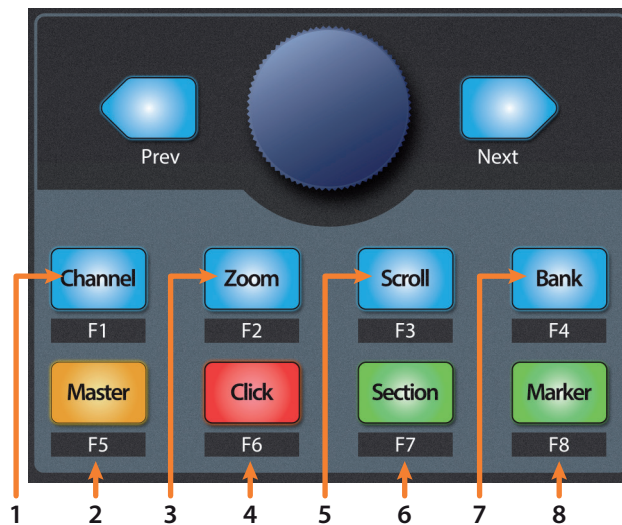 Prev Next
Channel Zoom Scroll Bank
F1 F2 F3 F4
Master Click Section Marker
F5 F6 F7 F8
1 2 3 4 5 6 7 8